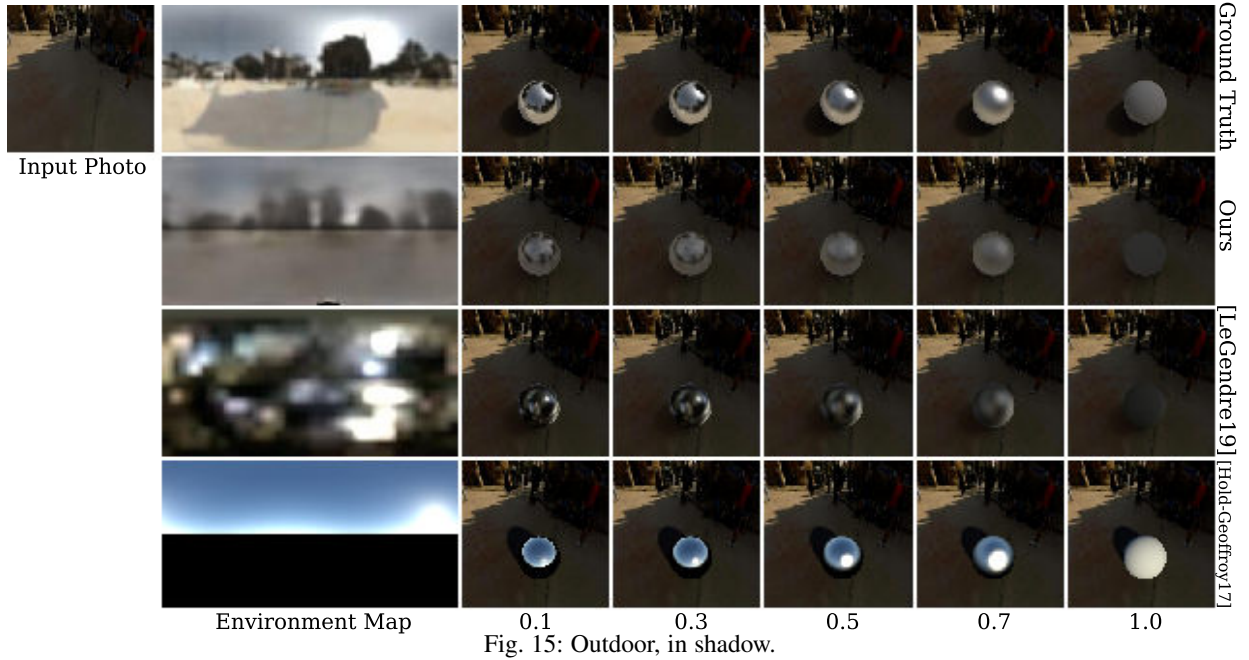 Ground Truth
Input Photo
Ours
[LeGendre19]
[Hold-Geoffroy17]
Environment Map 0.1 0.3 0.5 0.7 1.0
Fig. 15: Outdoor, in shadow.